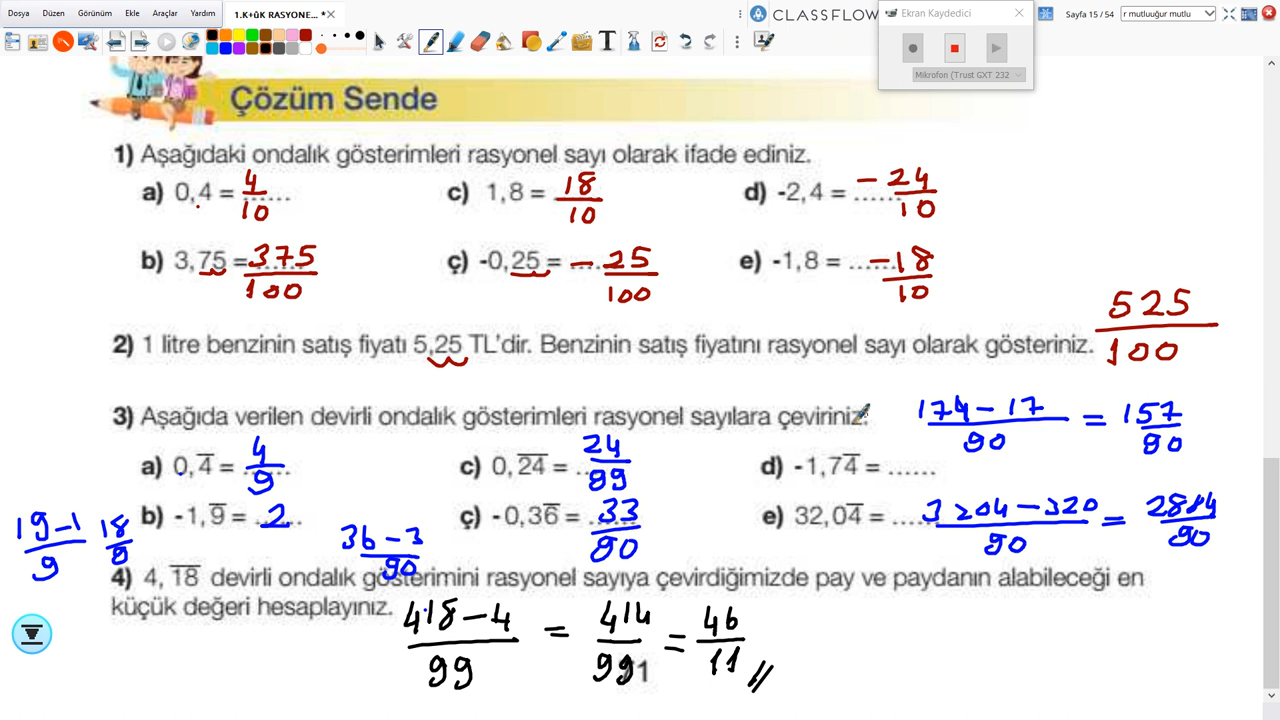 Dosya Düzen Görünüm Ekle Araçlar Yardım 1.K+ûK RASYONE... * CLASSFLOW Ekran Kaydedici Sayfa 15 / 54 r mutluuğur mutlu
Mikrofon (Trust GXT 232
Çözüm Sende
1) Aşağıdaki ondalık gösterimleri rasyonel sayı olarak ifade ediniz.
a) 0,4 = 4/10 c) 1,8 = 18/10 d) -2,4 = ...... -24/10
b) 3,75 = 375/100 ç) -0,25 = -25/100 e) -1,8 = ...... -18/10
2) 1 litre benzinin satış fiyatı 5,25 TL'dir. Benzinin satış fiyatını rasyonel sayı olarak gösteriniz. 525/100
3) Aşağıda verilen devirli ondalık gösterimleri rasyonel sayılara çeviriniz. 174-17/90 = 157/90
a) 0,4̅ = 4/9 c) 0,2̅4̅ = 24/99 d) -1,74̅ = ......
19-1/9 18/9 b) -1,9̅ = 2 36-3/90 ç) -0,36̅ = 33/90 e) 32,04̅ = ..... 3204-320/90 = 2884/90
4) 4,1̅8̅ devirli ondalık gösterimini rasyonel sayıya çevirdiğimizde pay ve paydanın alabileceği en
küçük değeri hesaplayınız.
418-4/99 = 414/99 = 46/11 //